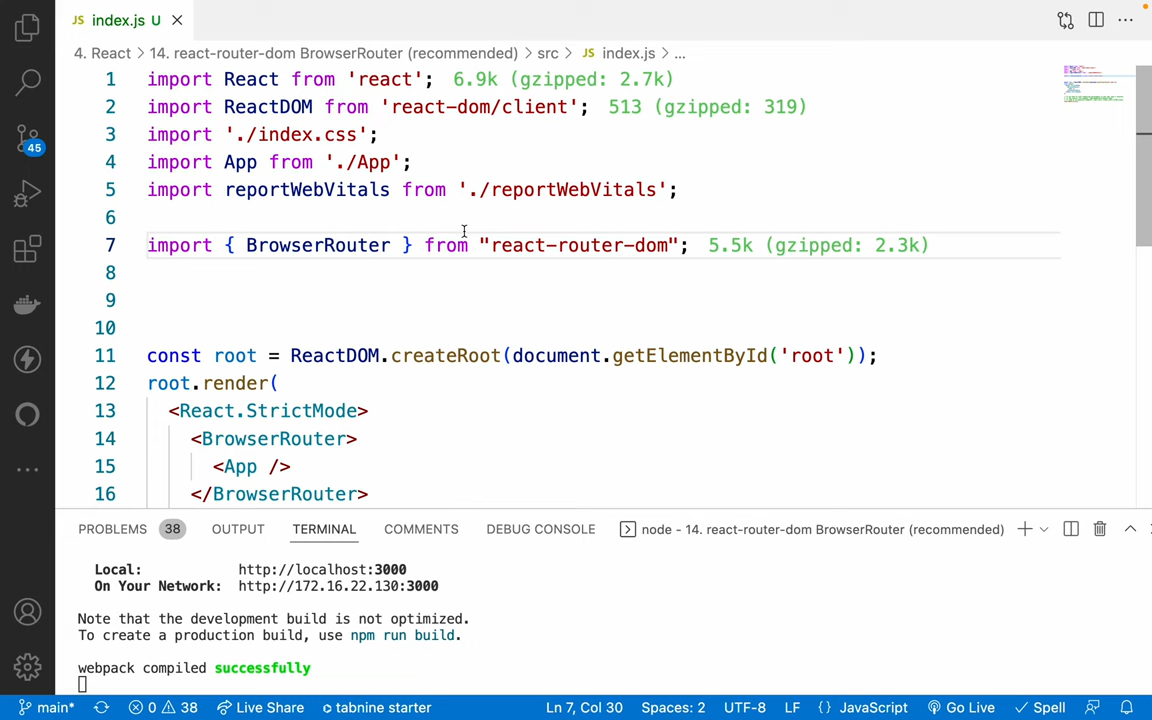 JS index.js U ×
4. React > 14. react-router-dom BrowserRouter (recommended) > src > JS index.js > ...
1 import React from 'react'; 6.9k (gzipped: 2.7k)
2 import ReactDOM from 'react-dom/client'; 513 (gzipped: 319)
3 import './index.css';
4 import App from './App';
5 import reportWebVitals from './reportWebVitals';
6
7 import { BrowserRouter } from "react-router-dom"; 5.5k (gzipped: 2.3k)
8
9
10
11 const root = ReactDOM.createRoot(document.getElementById('root'));
12 root.render(
13 <React.StrictMode>
14 <BrowserRouter>
15 <App />
16 </BrowserRouter>
45
PROBLEMS 38 OUTPUT TERMINAL COMMENTS DEBUG CONSOLE node - 14. react-router-dom BrowserRouter (recommended)
Local: http://localhost:3000
On Your Network: http://172.16.22.130:3000
Note that the development build is not optimized.
To create a production build, use npm run build.
webpack compiled successfully
main* 0 38 Live Share tabnine starter Ln 7, Col 30 Spaces: 2 UTF-8 LF {} JavaScript Go Live Spell